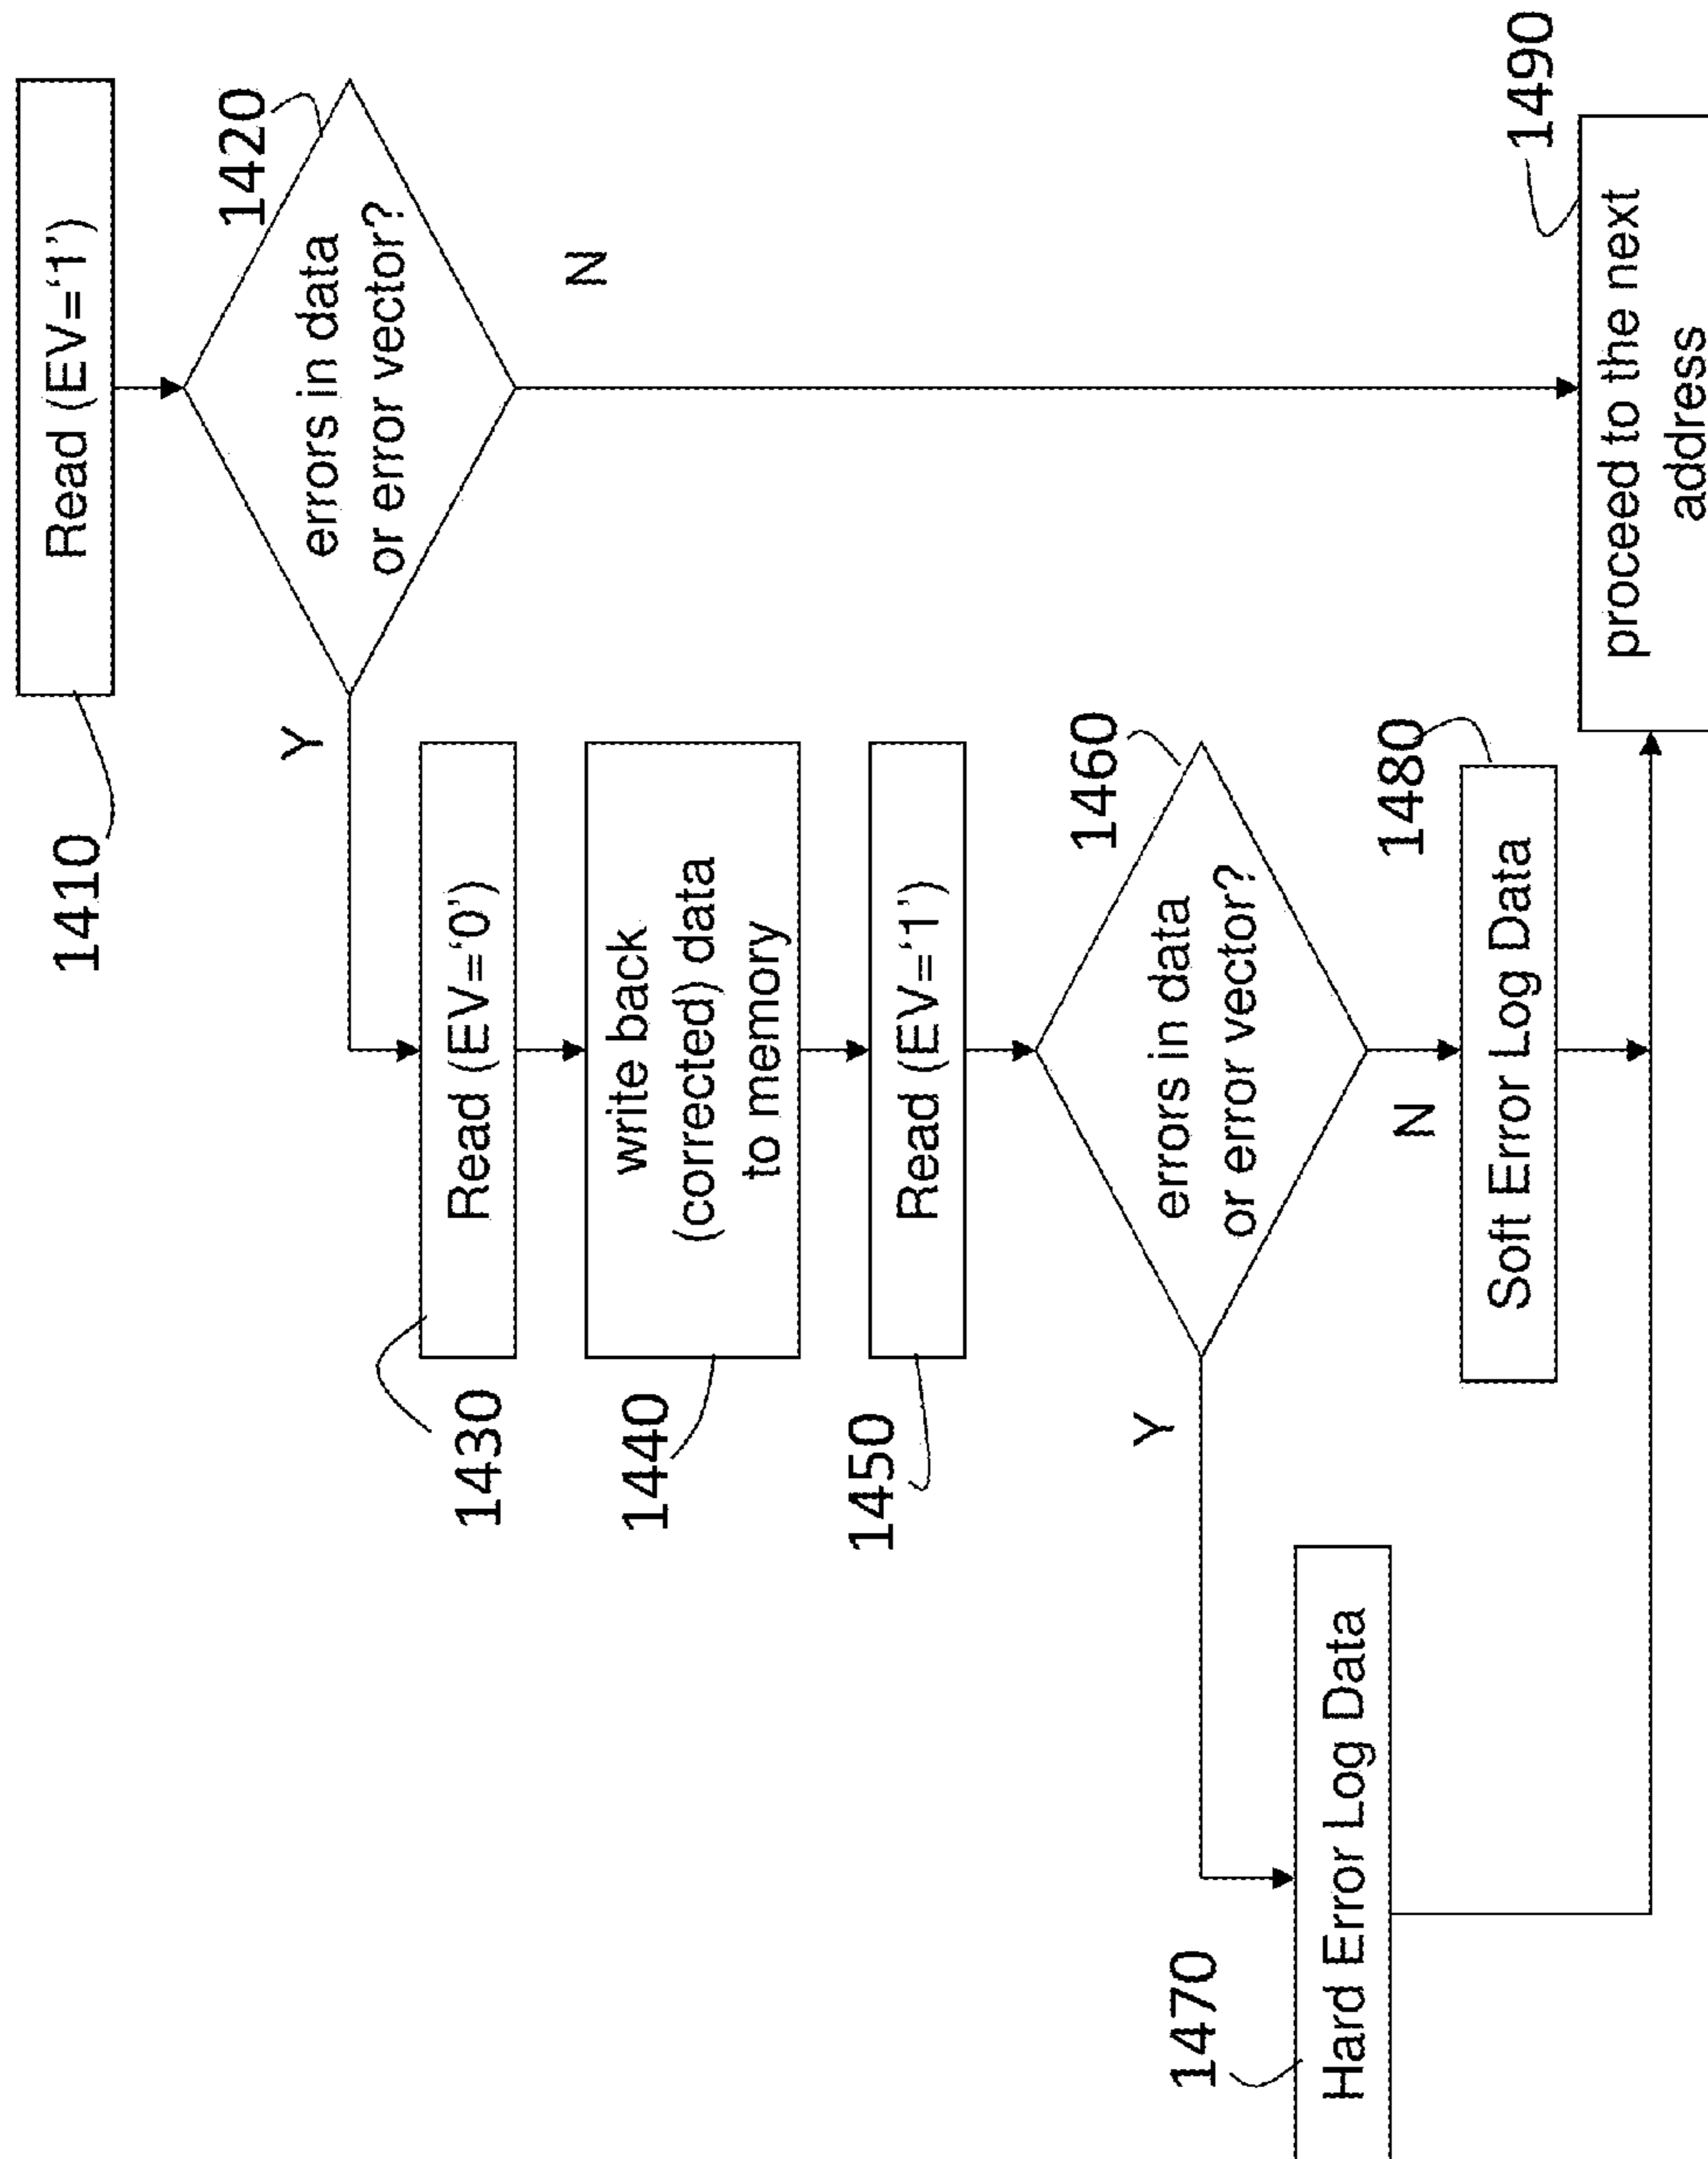 1410
Read (EV='1')
1420
errors in data
or error vector?
Y
N
1430
Read (EV='0')
1440
write back
(corrected) data
to memory
1450
Read (EV='1')
1460
errors in data
or error vector?
Y
N
1470
Hard Error Log Data
1480
Soft Error Log Data
1490
proceed to the next
address